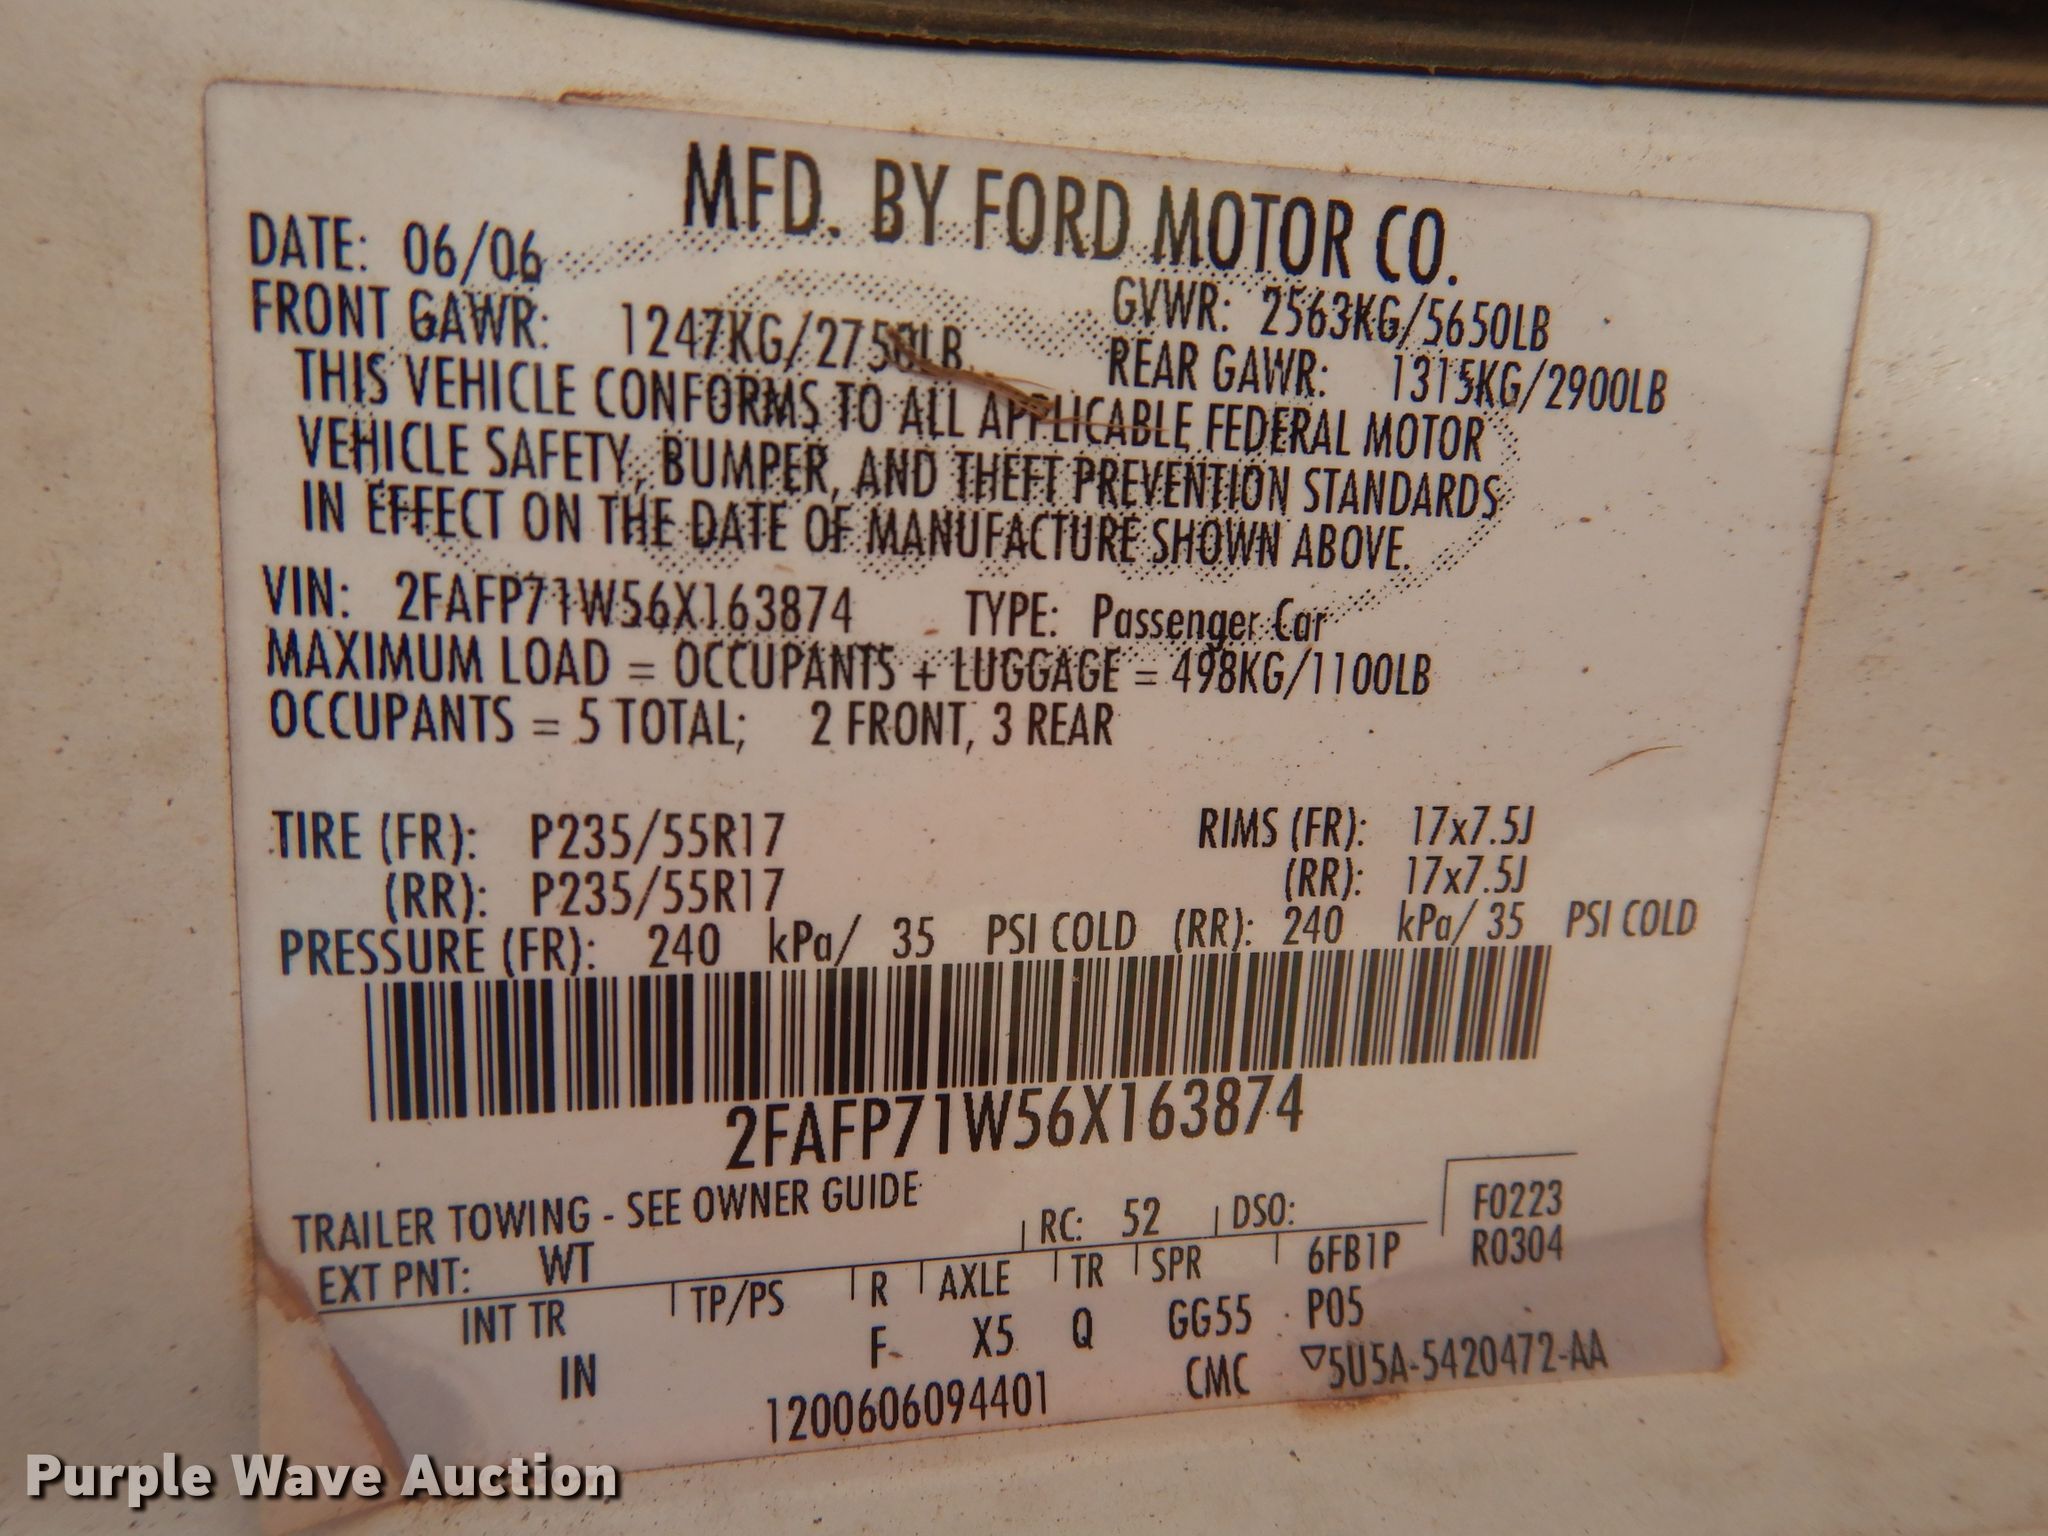 MFD. BY FORD MOTOR CO.
DATE: 06/06
GVWR: 2563KG/5650LB
FRONT GAWR: 1247KG/2750LB
REAR GAWR: 1315KG/2900LB
THIS VEHICLE CONFORMS TO ALL APPLICABLE FEDERAL MOTOR
VEHICLE SAFETY, BUMPER, AND THEFT PREVENTION STANDARDS
IN EFFECT ON THE DATE OF MANUFACTURE SHOWN ABOVE.
VIN: 2FAFP71W56X163874 TYPE: Passenger Car
MAXIMUM LOAD = OCCUPANTS + LUGGAGE = 498KG/1100LB
OCCUPANTS = 5 TOTAL; 2 FRONT, 3 REAR
TIRE (FR): P235/55R17 RIMS (FR): 17x7.5J
(RR): P235/55R17 (RR): 17x7.5J
PRESSURE (FR): 240 kPa/ 35 PSI COLD (RR): 240 kPa/ 35 PSI COLD
2FAFP71W56X163874
TRAILER TOWING - SEE OWNER GUIDE
F0223
EXT PNT: WT RC: 52 DSO:
R0304
INT TR TP/PS R AXLE TR SPR 6FB1P
IN F X5 Q GG55 P05
1200606094401 CMC ▽5U5A-5420472-AA
Purple Wave Auction